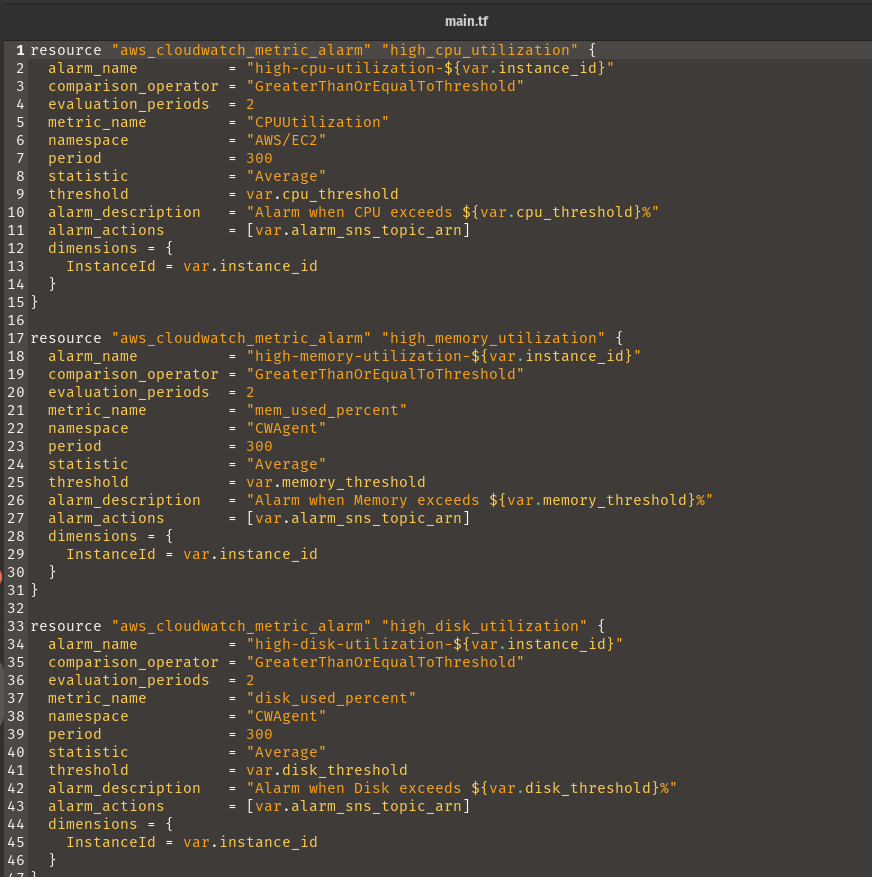 main.tf
1 resource "aws_cloudwatch_metric_alarm" "high_cpu_utilization" {
2   alarm_name          = "high-cpu-utilization-${var.instance_id}"
3   comparison_operator = "GreaterThanOrEqualToThreshold"
4   evaluation_periods  = 2
5   metric_name         = "CPUUtilization"
6   namespace           = "AWS/EC2"
7   period              = 300
8   statistic           = "Average"
9   threshold           = var.cpu_threshold
10   alarm_description   = "Alarm when CPU exceeds ${var.cpu_threshold}%"
11   alarm_actions       = [var.alarm_sns_topic_arn]
12   dimensions = {
13     InstanceId = var.instance_id
14   }
15 }
16
17 resource "aws_cloudwatch_metric_alarm" "high_memory_utilization" {
18   alarm_name          = "high-memory-utilization-${var.instance_id}"
19   comparison_operator = "GreaterThanOrEqualToThreshold"
20   evaluation_periods  = 2
21   metric_name         = "mem_used_percent"
22   namespace           = "CWAgent"
23   period              = 300
24   statistic           = "Average"
25   threshold           = var.memory_threshold
26   alarm_description   = "Alarm when Memory exceeds ${var.memory_threshold}%"
27   alarm_actions       = [var.alarm_sns_topic_arn]
28   dimensions = {
29     InstanceId = var.instance_id
30   }
31 }
32
33 resource "aws_cloudwatch_metric_alarm" "high_disk_utilization" {
34   alarm_name          = "high-disk-utilization-${var.instance_id}"
35   comparison_operator = "GreaterThanOrEqualToThreshold"
36   evaluation_periods  = 2
37   metric_name         = "disk_used_percent"
38   namespace           = "CWAgent"
39   period              = 300
40   statistic           = "Average"
41   threshold           = var.disk_threshold
42   alarm_description   = "Alarm when Disk exceeds ${var.disk_threshold}%"
43   alarm_actions       = [var.alarm_sns_topic_arn]
44   dimensions = {
45     InstanceId = var.instance_id
46   }
47 }